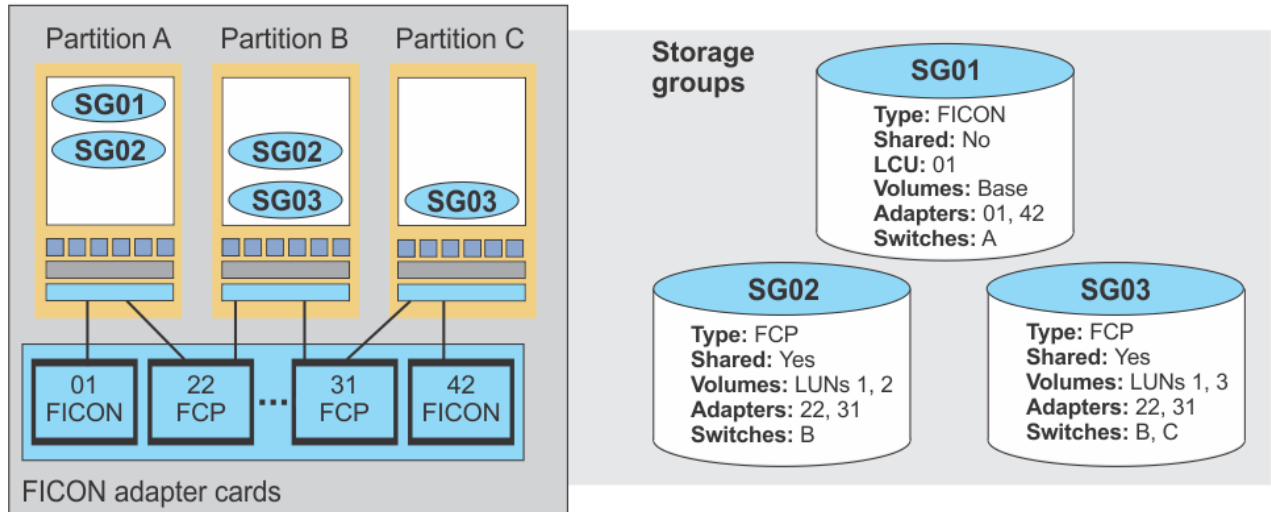 Partition A
Partition B
Partition C
SG01
SG02
SG02
SG03
SG03
01
FICON
22
FCP
...
31
FCP
42
FICON
FICON adapter cards
Storage
groups
SG01
Type: FICON
Shared: No
LCU: 01
Volumes: Base
Adapters: 01, 42
Switches: A
SG02
Type: FCP
Shared: Yes
Volumes: LUNs 1, 2
Adapters: 22, 31
Switches: B
SG03
Type: FCP
Shared: Yes
Volumes: LUNs 1, 3
Adapters: 22, 31
Switches: B, C